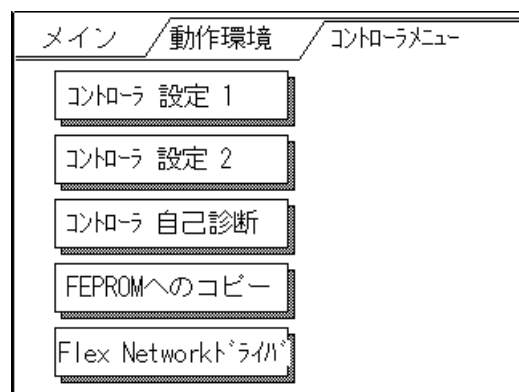 メイン 動作環境 ｺﾝﾄﾛｰﾗﾒﾆｭｰ
ｺﾝﾄﾛｰﾗ 設定 1
ｺﾝﾄﾛｰﾗ 設定 2
ｺﾝﾄﾛｰﾗ 自己診断
FEPROMへのコピー
Flex Networkﾄﾞﾗｲﾊﾞ